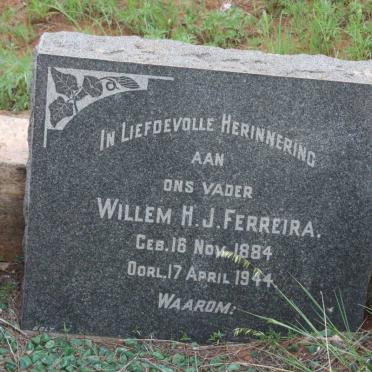 IN LIEFDEVOLLE HERINNERING
AAN
ONS VADER
WILLEM H.J. FERREIRA.
GEB. 16 NOV. 1884
OORL. 17 APRIL 1944.
WAAROM: